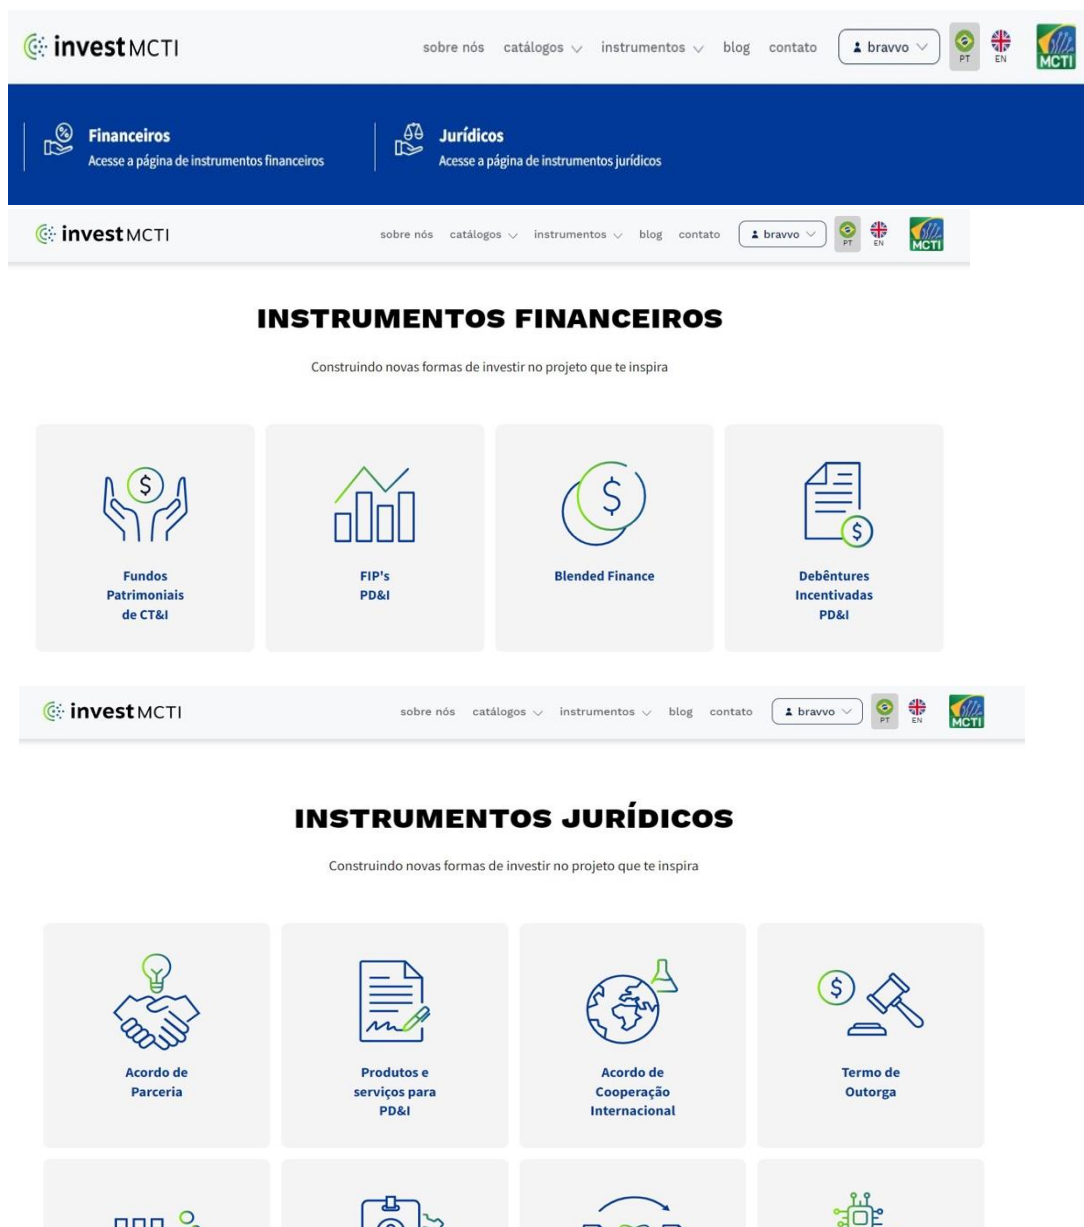 invest MCTI
sobre nós catálogos instrumentos blog contato bravvo PT EN MCTI
Financeiros
Acesse a página de instrumentos financeiros
Jurídicos
Acesse a página de instrumentos jurídicos
invest MCTI
sobre nós catálogos instrumentos blog contato bravvo PT EN MCTI
INSTRUMENTOS FINANCEIROS
Construindo novas formas de investir no projeto que te inspira
$
Fundos
Patrimoniais
de CT&I
FIP's
PD&I
$
Blended Finance
$
Debêntures
Incentivadas
PD&I
invest MCTI
sobre nós catálogos instrumentos blog contato bravvo PT EN MCTI
INSTRUMENTOS JURÍDICOS
Construindo novas formas de investir no projeto que te inspira
Acordo de
Parceria
Produtos e
serviços para
PD&I
Acordo de
Cooperação
Internacional
$
Termo de
Outorga